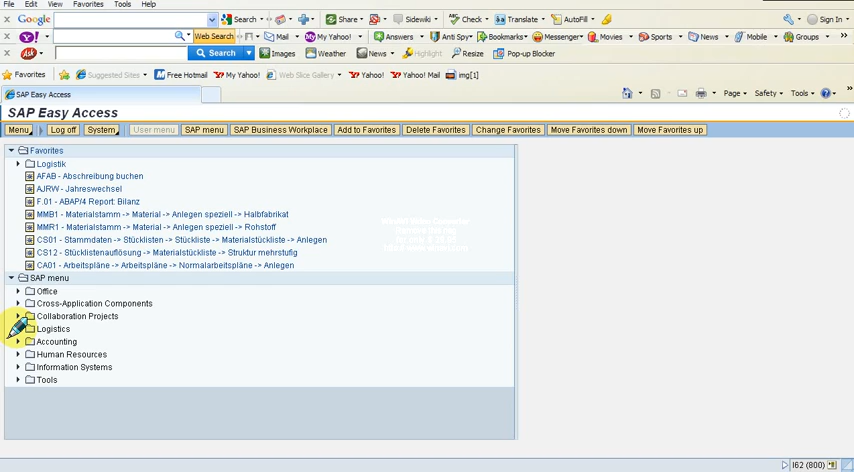 File Edit View Favorites Tools Help
Google Search Share Sidewiki Check Translate AutoFill Sign In
Y! Web Search Mail My Yahoo! Answers Anti Spy Bookmarks Messenger Movies Sports News Mobile Groups
Ask Search Images Weather News Highlight Resize Pop-up Blocker
Favorites Suggested Sites Free Hotmail My Yahoo! Web Slice Gallery Yahoo! Yahoo! Mail img[1]
SAP Easy Access Page Safety Tools
SAP Easy Access
Menu Log off System User menu SAP menu SAP Business Workplace Add to Favorites Delete Favorites Change Favorites Move Favorites down Move Favorites up
Favorites
Logistik
AFAB - Abschreibung buchen
AJRW - Jahreswechsel
F.01 - ABAP/4 Report: Bilanz
MMB1 - Materialstamm -> Material -> Anlegen speziell -> Halbfabrikat
MMR1 - Materialstamm -> Material -> Anlegen speziell -> Rohstoff
CS01 - Stammdaten -> Stücklisten -> Stückliste -> Materialstückliste -> Anlegen
CS12 - Stücklistenauflösung -> Materialstückliste -> Struktur mehrstufig
CA01 - Arbeitspläne -> Arbeitspläne -> Normalarbeitspläne -> Anlegen
SAP menu
Office
Cross-Application Components
Collaboration Projects
Logistics
Accounting
Human Resources
Information Systems
Tools
I62 (800)